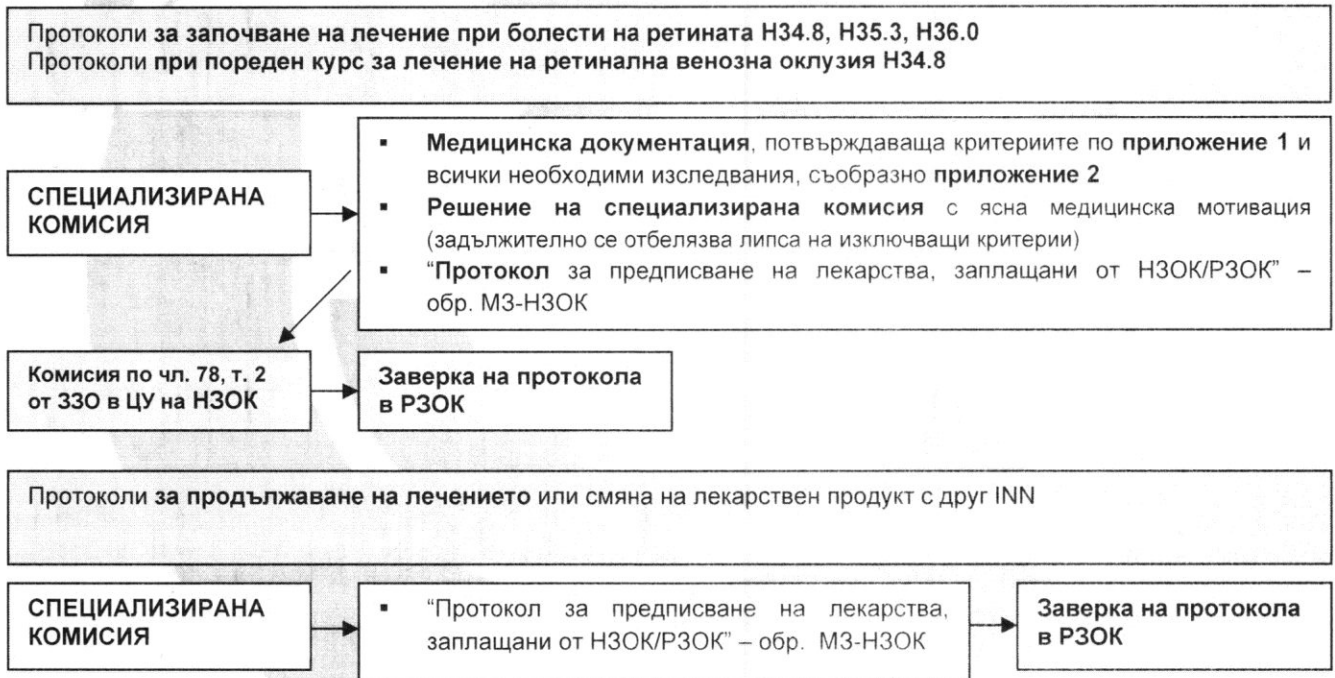 Протоколи за започване на лечение при болести на ретината Н34.8, Н35.3, Н36.0
Протоколи при пореден курс за лечение на ретинална венозна оклузия Н34.8
СПЕЦИАЛИЗИРАНА
КОМИСИЯ
▪ Медицинска документация, потвърждаваща критериите по приложение 1 и
всички необходими изследвания, съобразно приложение 2
▪ Решение на специализирана комисия с ясна медицинска мотивация
(задължително се отбелязва липса на изключващи критерии)
▪ “Протокол за предписване на лекарства, заплащани от НЗОК/РЗОК” –
обр. МЗ-НЗОК
Комисия по чл. 78, т. 2
от ЗЗО в ЦУ на НЗОК
Заверка на протокола
в РЗОК
Протоколи за продължаване на лечението или смяна на лекарствен продукт с друг INN
СПЕЦИАЛИЗИРАНА
КОМИСИЯ
▪ “Протокол за предписване на лекарства,
заплащани от НЗОК/РЗОК” – обр. МЗ-НЗОК
Заверка на протокола
в РЗОК